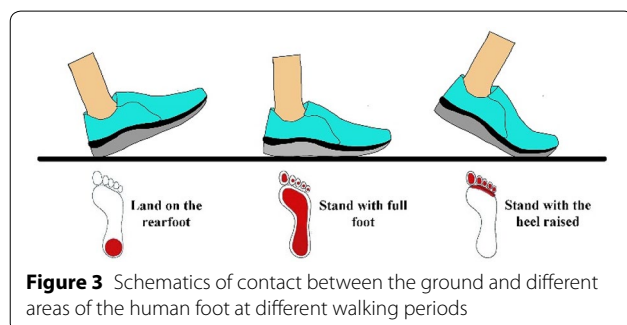 Land on the
rearfoot
Stand with full
foot
Stand with the
heel raised
Figure 3 Schematics of contact between the ground and different
areas of the human foot at different walking periods